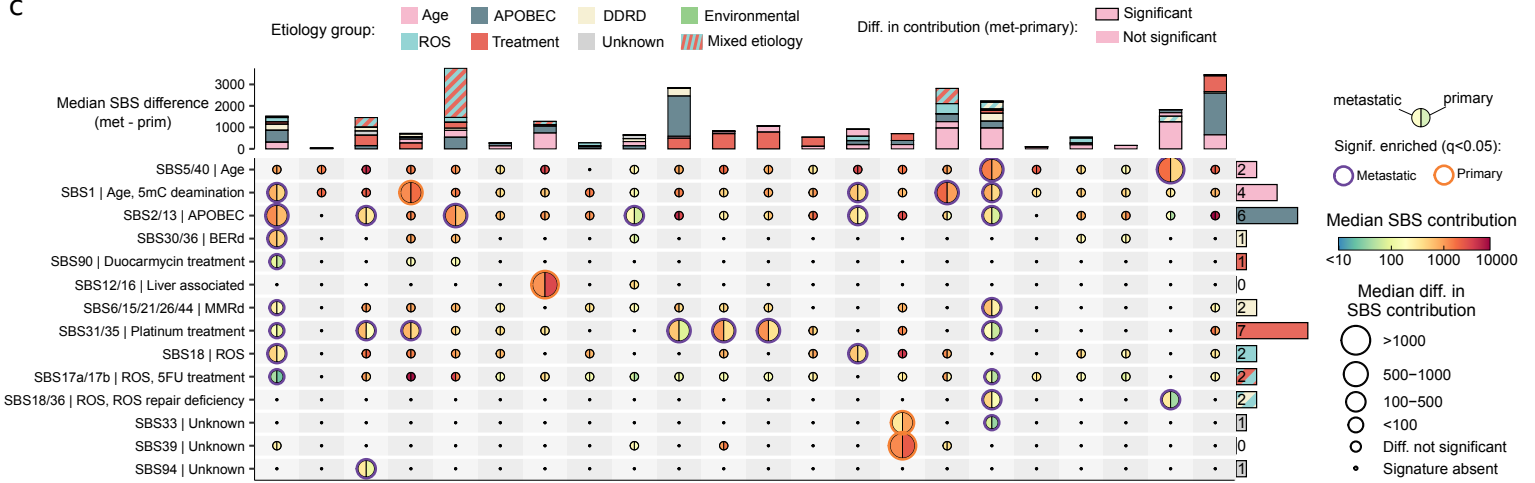 C
Etiology group:
Age
APOBEC
DDRD
Environmental
ROS
Treatment
Unknown
Mixed etiology
Diff. in contribution (met-primary):
Significant
Not significant
Median SBS difference
(met - prim)
3000
2000
1000
0
SBS5/40 | Age
2
SBS1 | Age, 5mC deamination
4
SBS2/13 | APOBEC
6
SBS30/36 | BERd
1
SBS90 | Duocarmycin treatment
1
SBS12/16 | Liver associated
0
SBS6/15/21/26/44 | MMRd
2
SBS31/35 | Platinum treatment
7
SBS18 | ROS
2
SBS17a/17b | ROS, 5FU treatment
2
SBS18/36 | ROS, ROS repair deficiency
2
SBS33 | Unknown
1
SBS39 | Unknown
0
SBS94 | Unknown
1
metastatic
primary
Signif. enriched (q<0.05):
Metastatic
Primary
Median SBS contribution
<10 100 1000 10000
Median diff. in
SBS contribution
>1000
500−1000
100−500
<100
Diff. not significant
Signature absent